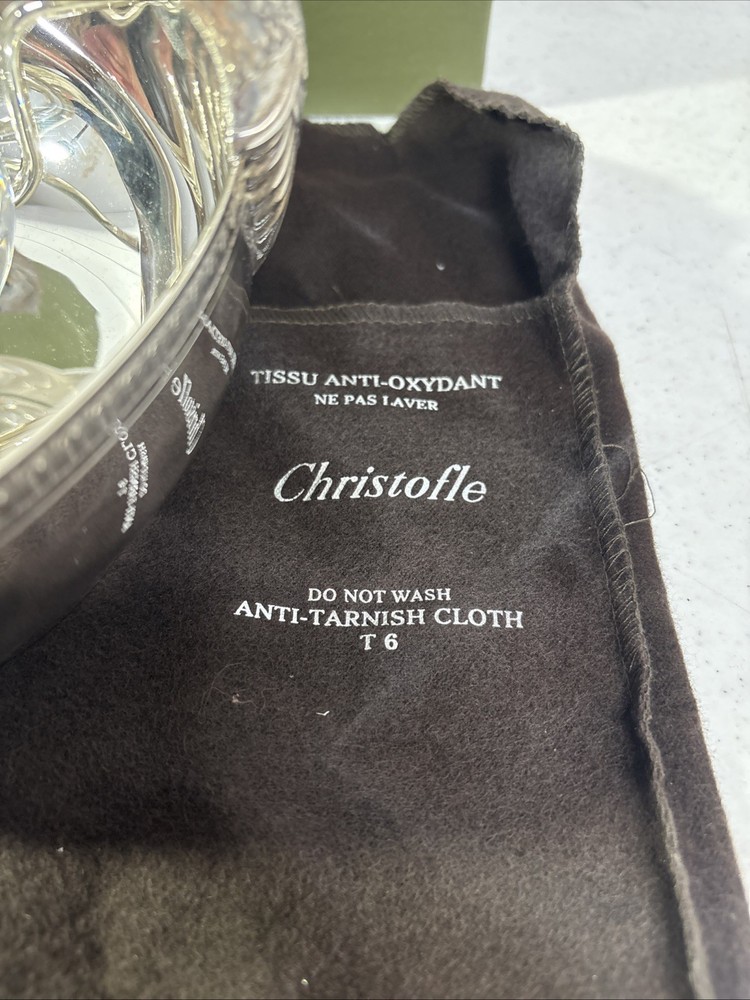 TISSU ANTI-OXYDANT
NE PAS LAVER
Christofle
DO NOT WASH
ANTI-TARNISH CLOTH
T 6